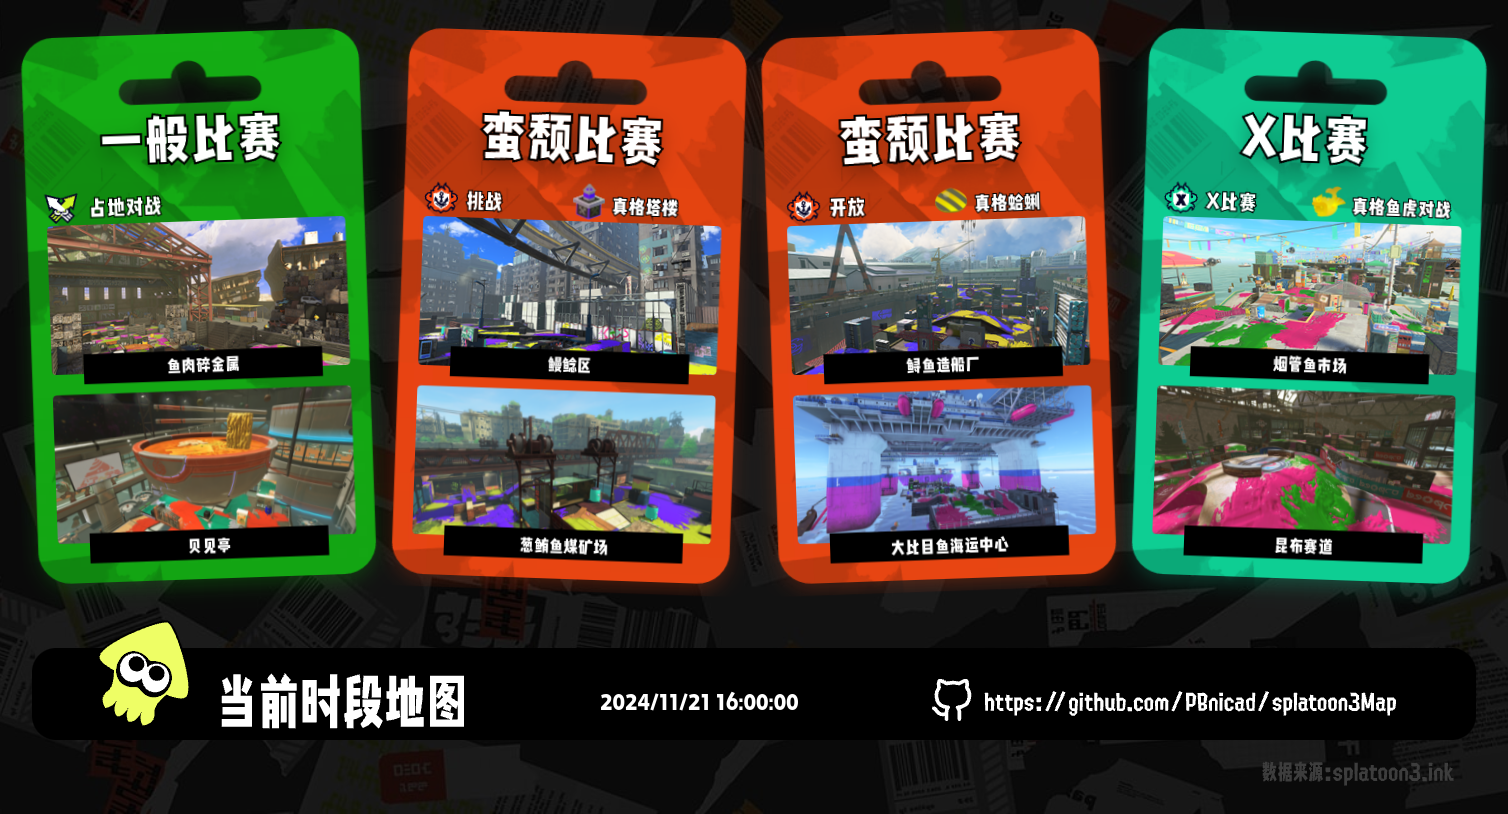 一般比赛
占地对战
鱼肉碎金属
贝见亭
蛮颓比赛
挑战
真格塔楼
鳗鲶区
葱鲔鱼煤矿场
蛮颓比赛
开放
真格蛤蜊
鲟鱼造船厂
大比目鱼海运中心
X比赛
X比赛
真格鱼虎对战
烟管鱼市场
昆布赛道
当前时段地图
2024/11/21 16:00:00
https://github.com/PBnicad/splatoon3Map
数据来源:splatoon3.ink